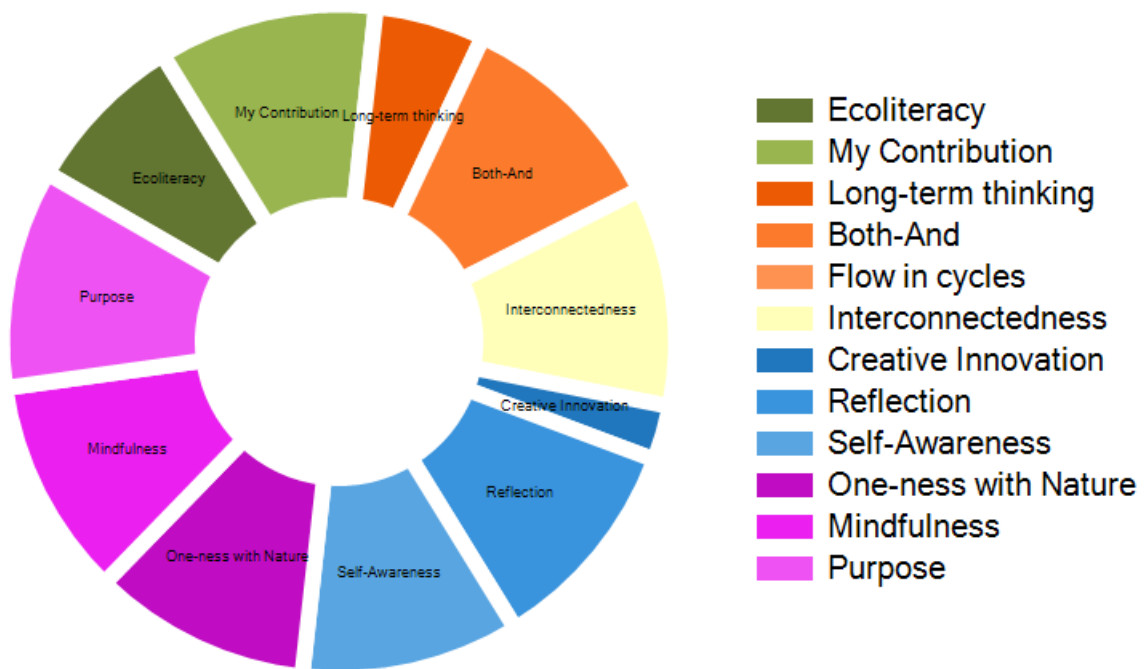 My Contribution
Long-term thinking
Both-And
Ecoliteracy
Purpose
Interconnectedness
Creative Innovation
Mindfulness
Reflection
One-ness with Nature
Self-Awareness
Ecoliteracy
My Contribution
Long-term thinking
Both-And
Flow in cycles
Interconnectedness
Creative Innovation
Reflection
Self-Awareness
One-ness with Nature
Mindfulness
Purpose